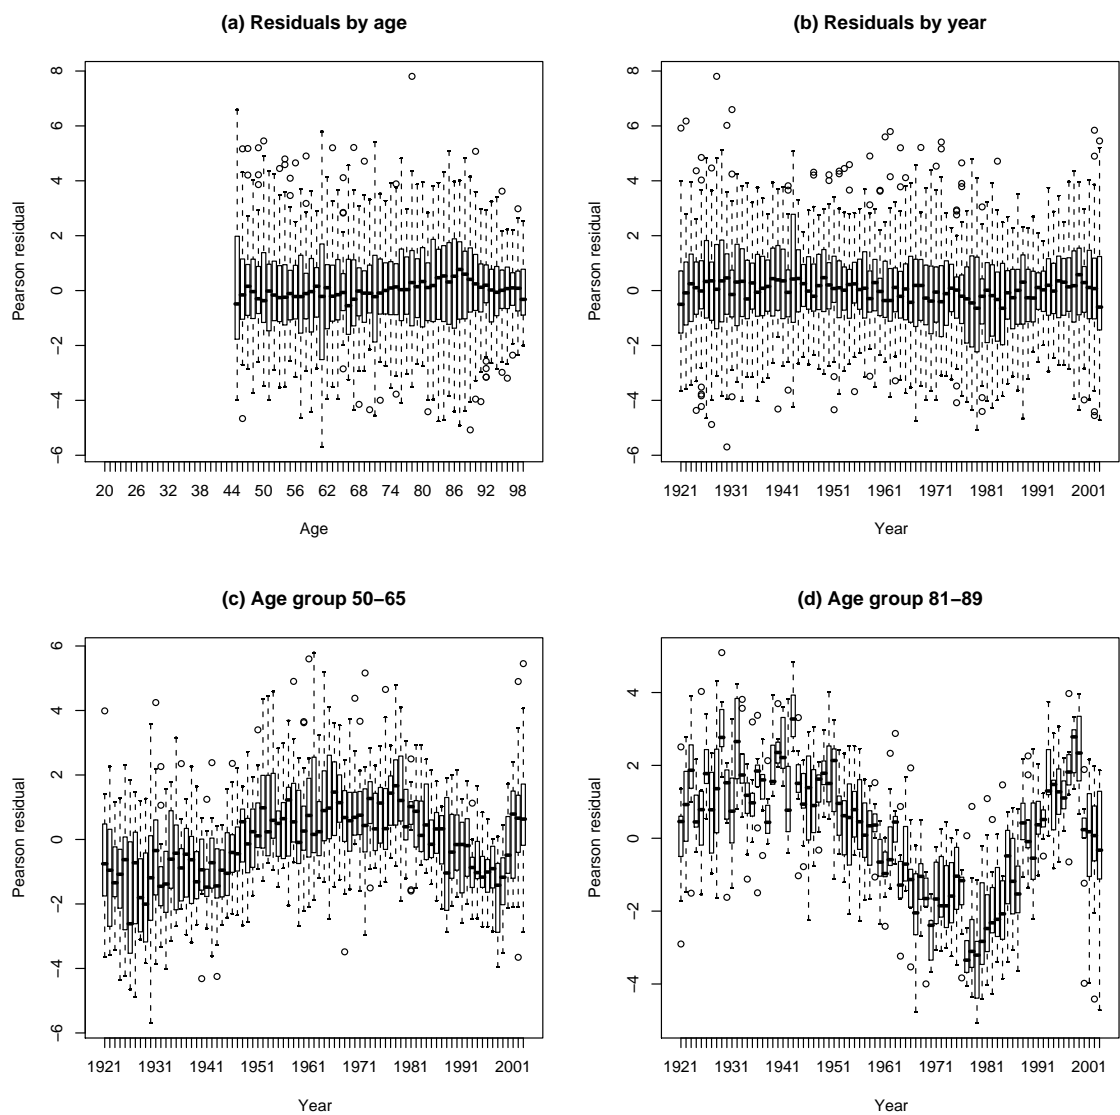 (a) Residuals by age
8
6
4
2
0
−2
−4
−6
Pearson residual
20 26 32 38 44 50 56 62 68 74 80 86 92 98
Age
(b) Residuals by year
8
6
4
2
0
−2
−4
−6
Pearson residual
1921 1931 1941 1951 1961 1971 1981 1991 2001
Year
(c) Age group 50−65
6
4
2
0
−2
−4
−6
Pearson residual
1921 1931 1941 1951 1961 1971 1981 1991 2001
Year
(d) Age group 81−89
4
2
0
−2
−4
Pearson residual
1921 1931 1941 1951 1961 1971 1981 1991 2001
Year